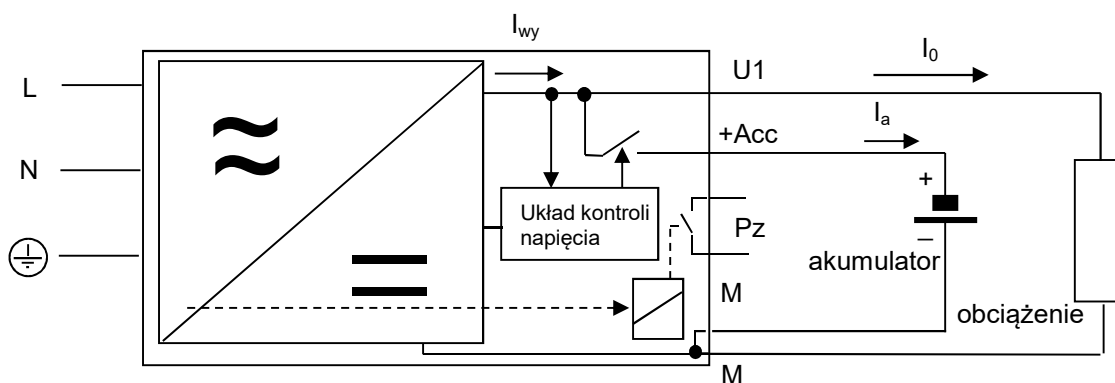 I_wy
U1
I_0
L
+Acc
I_a
N
+
Układ kontroli
napięcia
Pz
–
akumulator
M
obciążenie
M